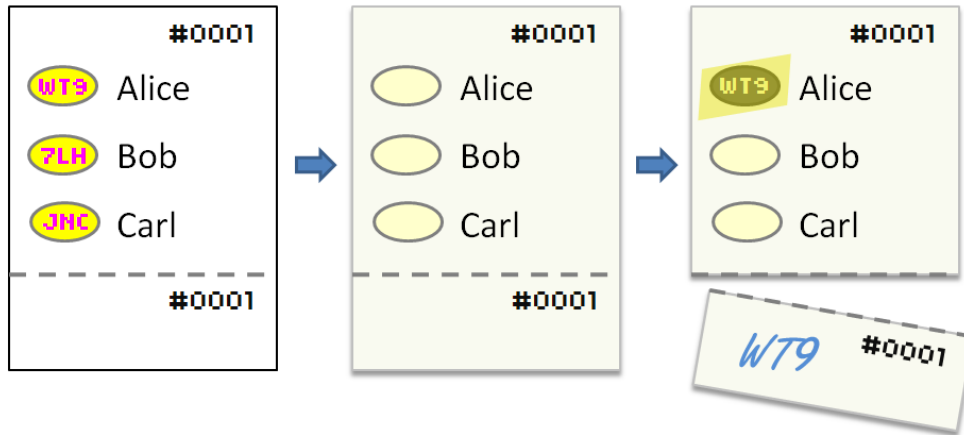 #0001
WT9 Alice
7LH Bob
JNC Carl
#0001
#0001
Alice
Bob
Carl
#0001
#0001
WT9 Alice
Bob
Carl
WT9 #0001